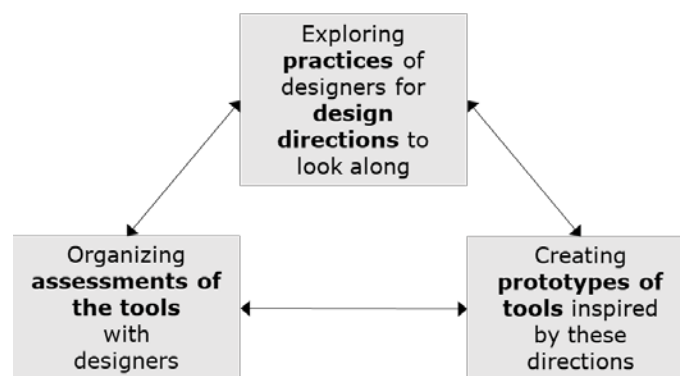 Exploring
practices of
designers for
design
directions to
look along
Organizing
assessments of
the tools
with
designers
Creating
prototypes of
tools inspired
by these
directions